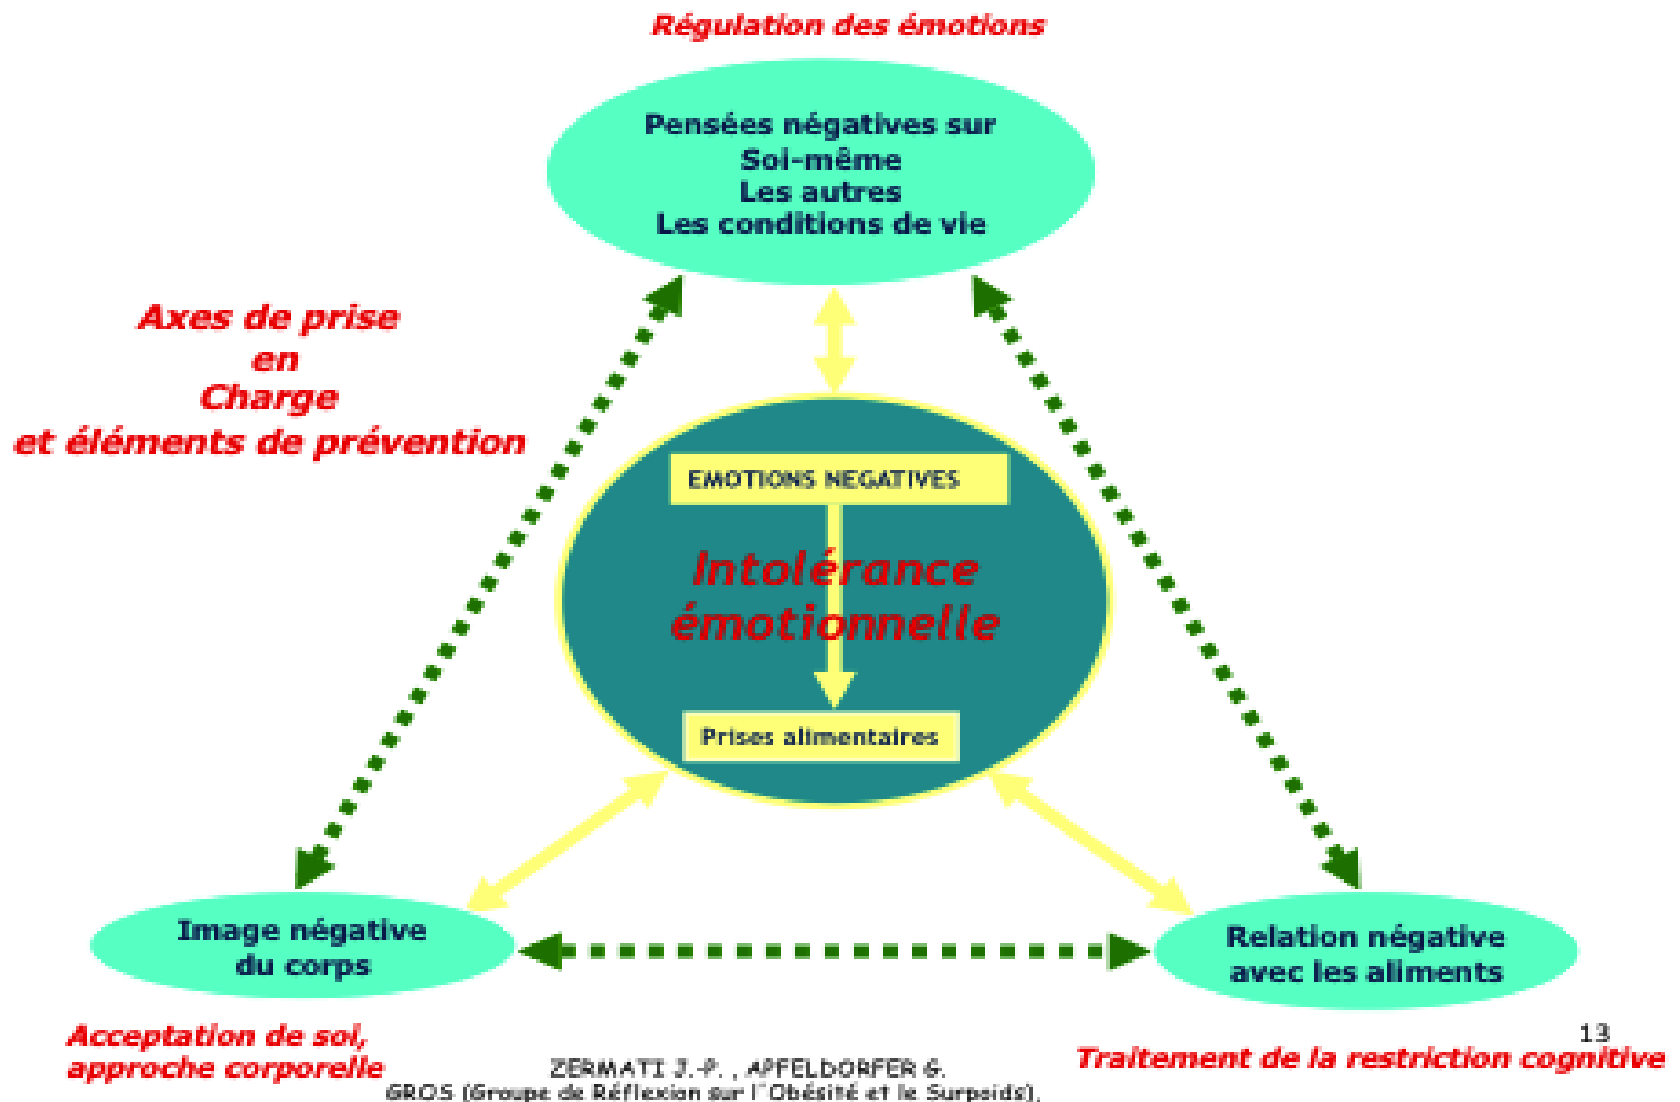 Régulation des émotions
Pensées négatives sur
Soi-même
Les autres
Les conditions de vie
Axes de prise
en
Charge
et éléments de prévention
EMOTIONS NEGATIVES
Intolérance
émotionnelle
Prises alimentaires
Image négative
du corps
Relation négative
avec les aliments
Acceptation de soi,
approche corporelle
13
Traitement de la restriction cognitive
ZERMATI J.-P. , APFELDORFER G.
GROS (Groupe de Réflexion sur l'Obésité et le Surpoids),